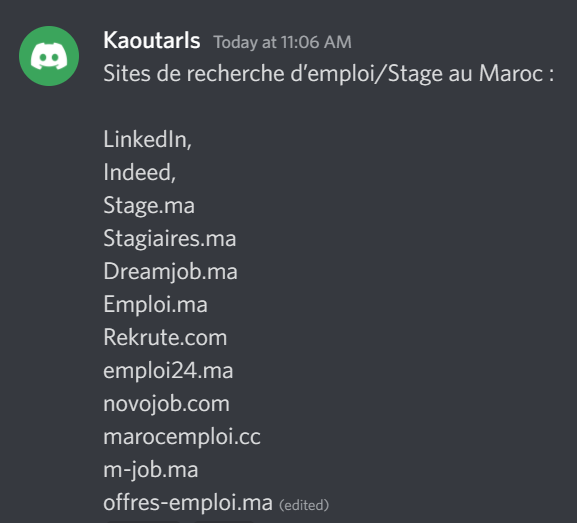 Kaoutarls Today at 11:06 AM
Sites de recherche d’emploi/Stage au Maroc :
LinkedIn,
Indeed,
Stage.ma
Stagiaires.ma
Dreamjob.ma
Emploi.ma
Rekrute.com
emploi24.ma
novojob.com
marocemploi.cc
m-job.ma
offres-emploi.ma (edited)